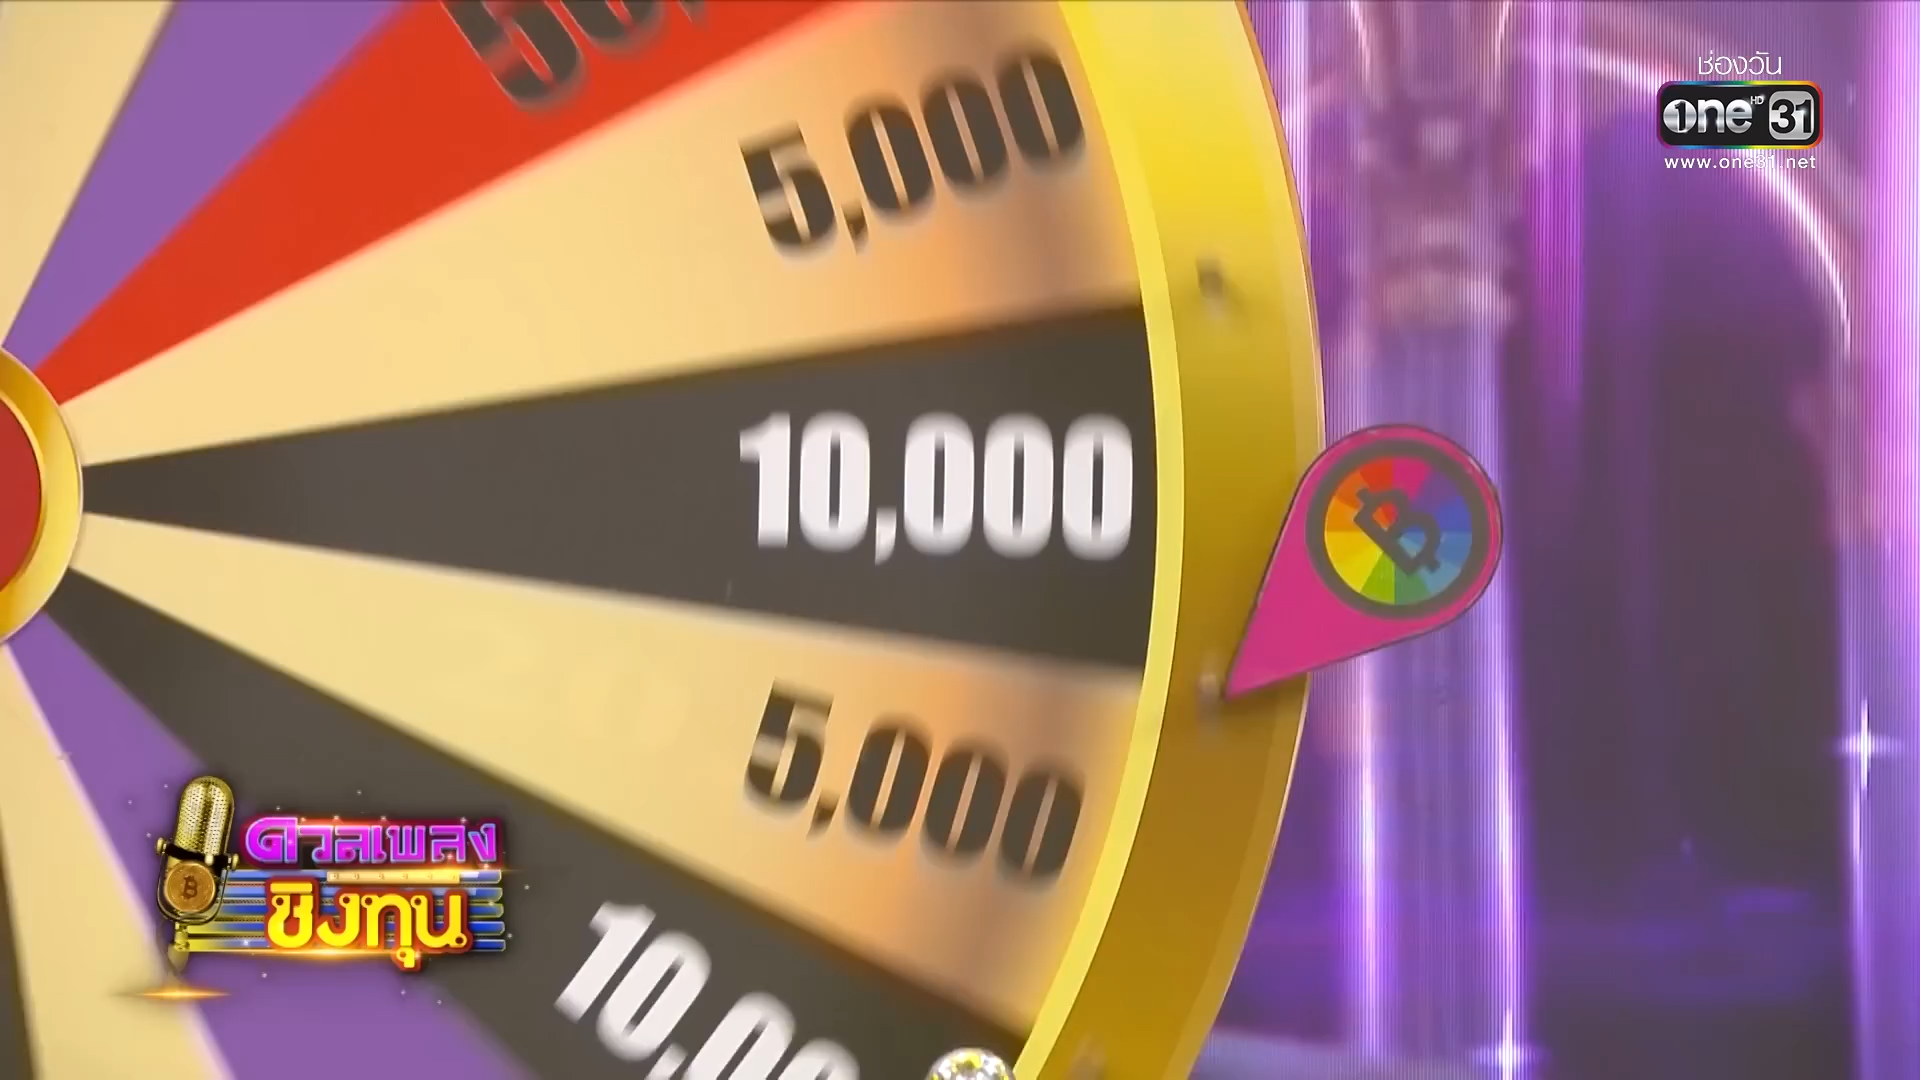 ช่องวัน
one HD 31
www.one31.net
5,000
10,000
5,000
ดวลเพลง
ชิงทุน